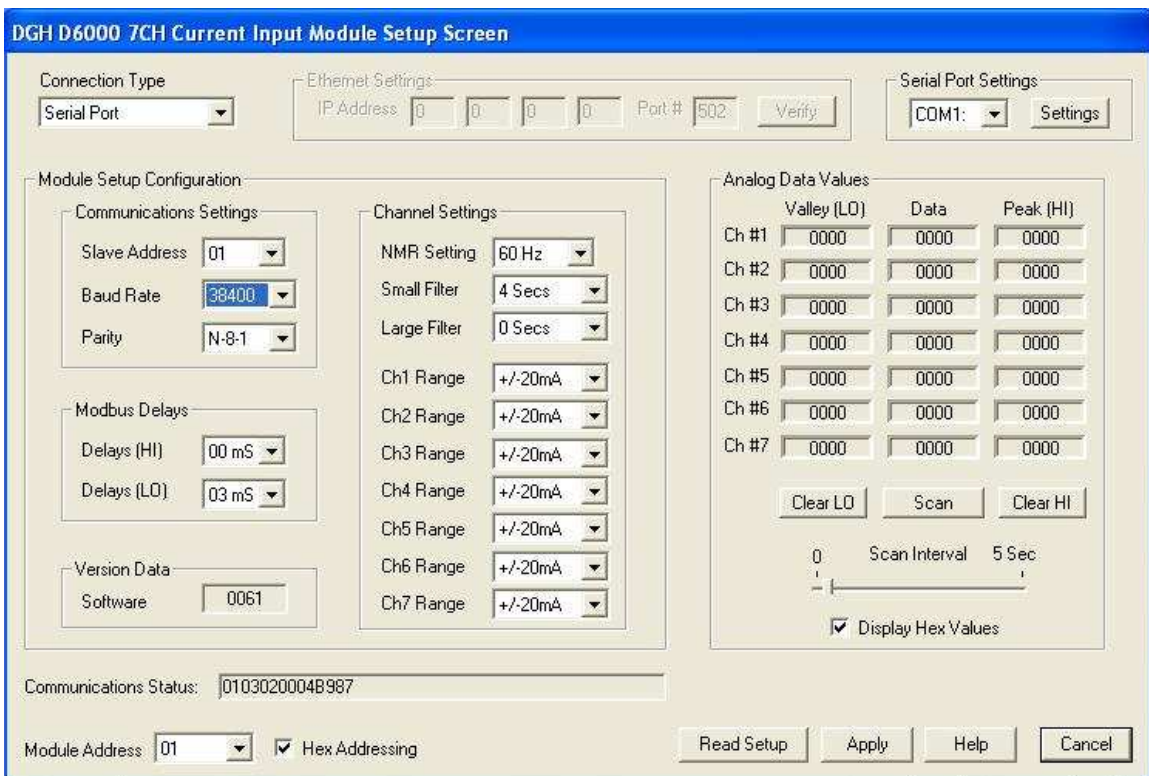 DGH D6000 7CH Current Input Module Setup Screen
Connection Type
Serial Port
Ethernet Settings
IP Address 0 0 0 0 Port # 502 Verify
Serial Port Settings
COM1: Settings
Module Setup Configuration
Communications Settings
Slave Address 01
Baud Rate 38400
Parity N-8-1
Modbus Delays
Delays (HI) 00 mS
Delays (LO) 03 mS
Version Data
Software 0061
Channel Settings
NMR Setting 60 Hz
Small Filter 4 Secs
Large Filter 0 Secs
Ch1 Range +/-20mA
Ch2 Range +/-20mA
Ch3 Range +/-20mA
Ch4 Range +/-20mA
Ch5 Range +/-20mA
Ch6 Range +/-20mA
Ch7 Range +/-20mA
Analog Data Values
Valley (LO) Data Peak (HI)
Ch #1 0000 0000 0000
Ch #2 0000 0000 0000
Ch #3 0000 0000 0000
Ch #4 0000 0000 0000
Ch #5 0000 0000 0000
Ch #6 0000 0000 0000
Ch #7 0000 0000 0000
Clear LO Scan Clear HI
0 Scan Interval 5 Sec
Display Hex Values
Communications Status: 0103020004B987
Module Address 01 Hex Addressing
Read Setup Apply Help Cancel